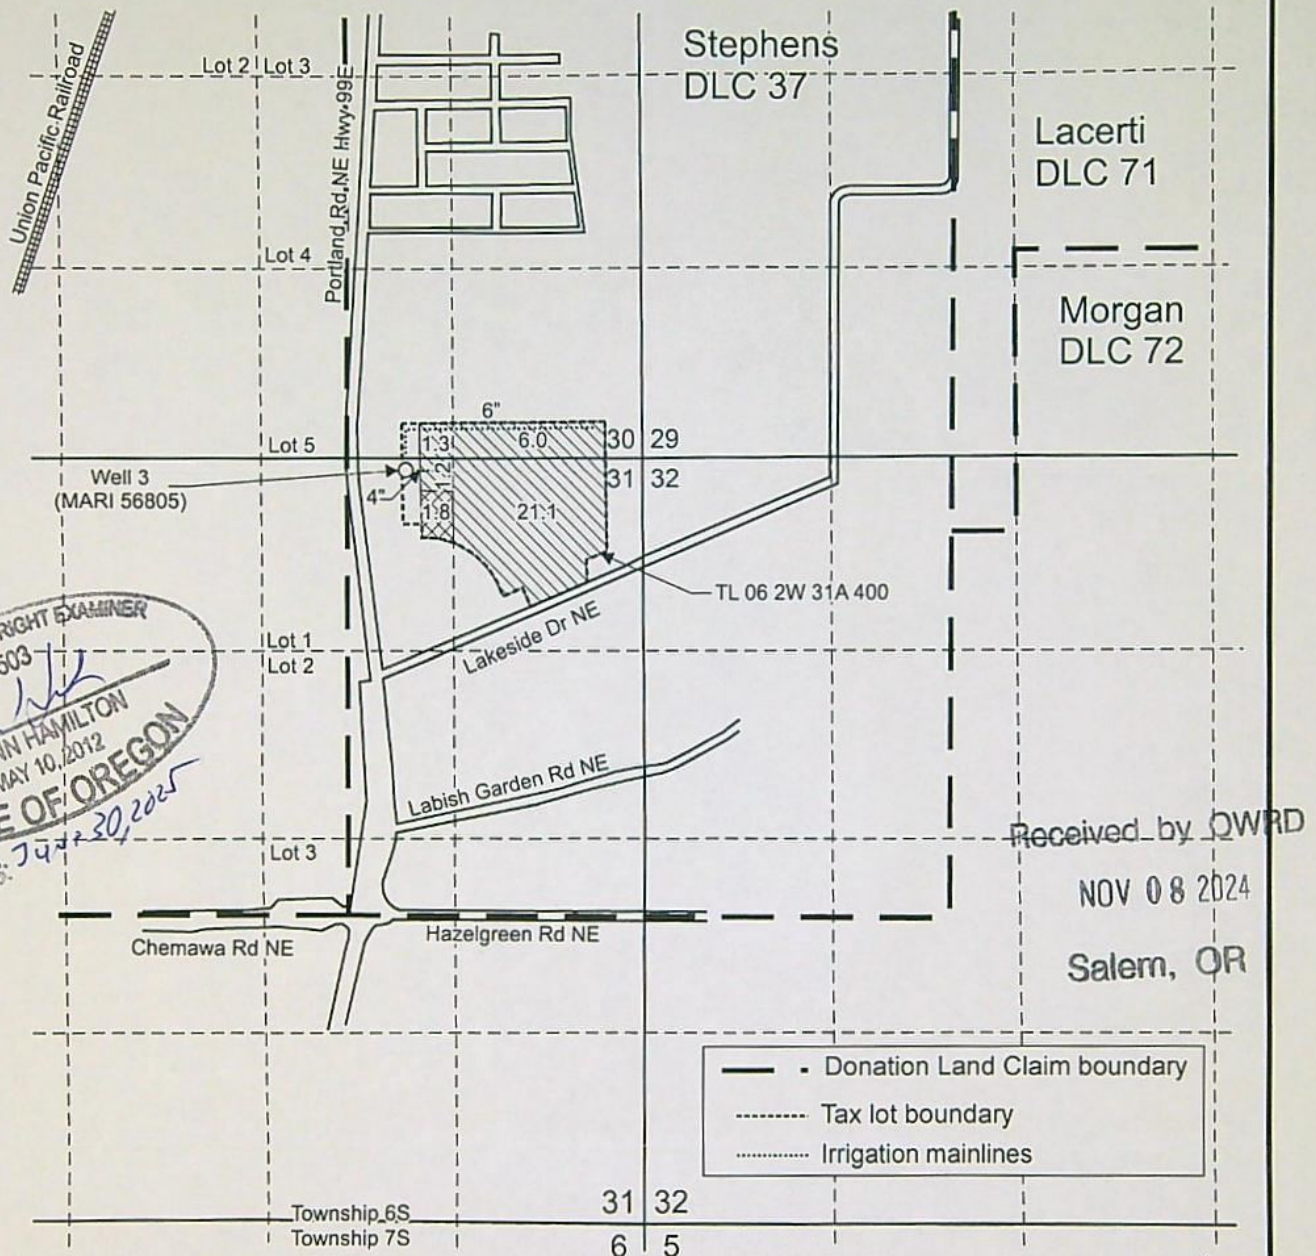 Stephens
DLC 37
Lot 2 Lot 3
Union Pacific Railroad
Portland Rd NE Hwy 99E
Lacerti
DLC 71
Lot 4
Morgan
DLC 72
6"
Lot 5
1.3
6.0
30 29
Well 3
(MARI 56805)
4"
1.2
31 32
1.8
21.1
TL 06 2W 31A 400
RIGHT EXAMINER
603
NN HAMILTON
MAY 10, 2012
E OF OREGON
June 30, 2025
Lot 1
Lot 2
Lakeside Dr NE
Labish Garden Rd NE
Lot 3
Received by OWRD
NOV 08 2024
Salem, OR
Chemawa Rd NE
Hazelgreen Rd NE
Donation Land Claim boundary
Tax lot boundary
Irrigation mainlines
Township 6S
31 32
Township 7S
6 5